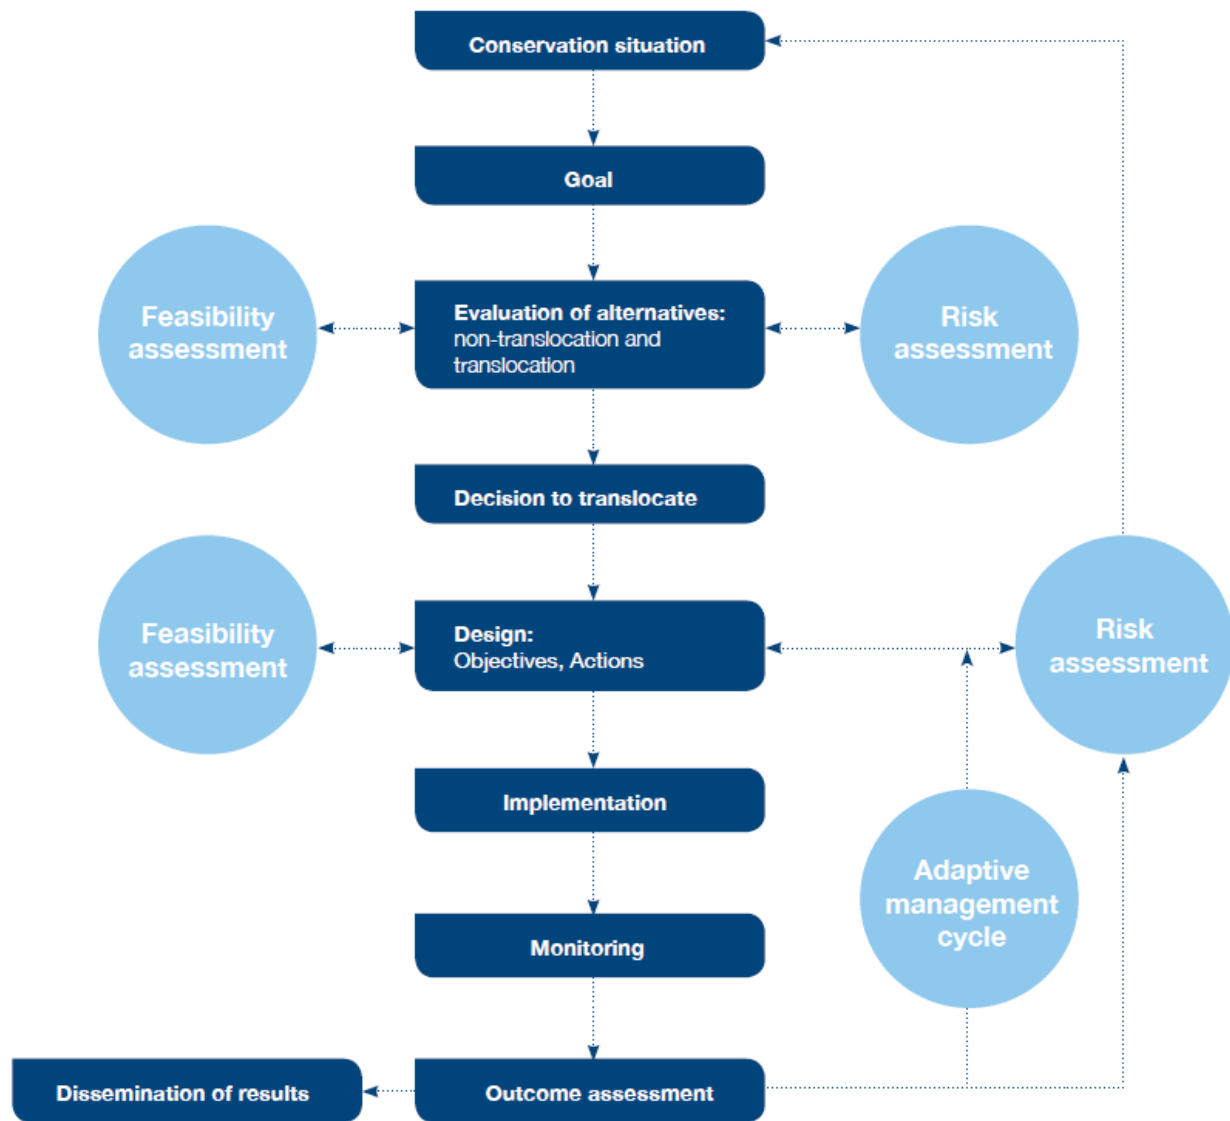 Conservation situation
Goal
Feasibility
assessment
Evaluation of alternatives:
non-translocation and
translocation
Risk
assessment
Decision to translocate
Feasibility
assessment
Design:
Objectives, Actions
Risk
assessment
Implementation
Adaptive
management
cycle
Monitoring
Dissemination of results
Outcome assessment